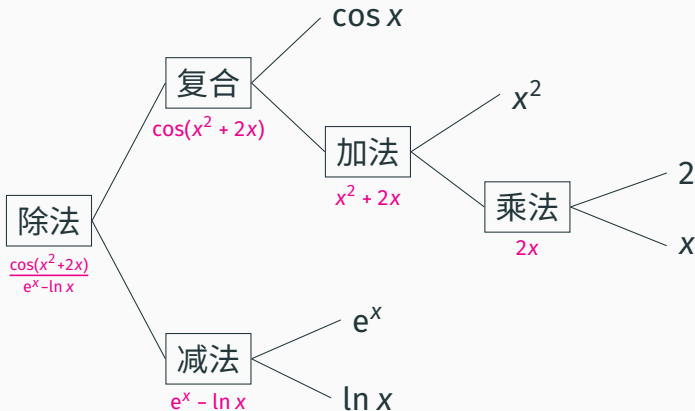 cos x
复合
cos(x² + 2x)
x²
加法
x² + 2x
2
乘法
2x
x
除法
cos(x²+2x)
eˣ−ln x
eˣ
减法
eˣ − ln x
ln x